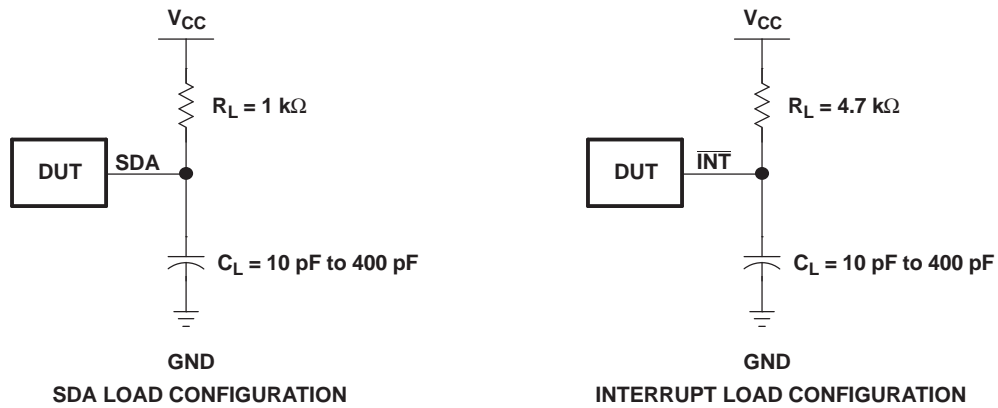 VCC
RL = 1 kΩ
DUT
SDA
CL = 10 pF to 400 pF
GND
SDA LOAD CONFIGURATION
VCC
RL = 4.7 kΩ
DUT
INT
CL = 10 pF to 400 pF
GND
INTERRUPT LOAD CONFIGURATION